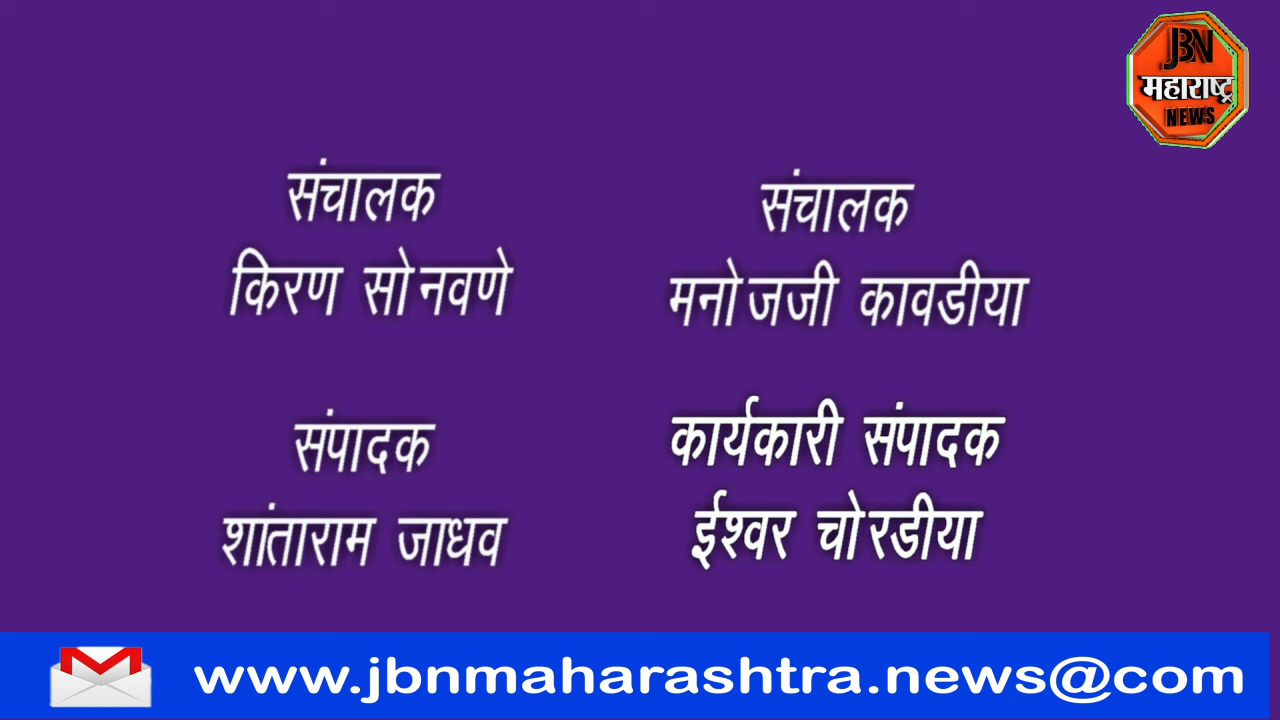 JBN
महाराष्ट्र
NEWS
संचालक
किरण सोनवणे
संचालक
मनोजजी कावडीया
संपादक
शांताराम जाधव
कार्यकारी संपादक
ईश्वर चोरडीया
www.jbnmaharashtra.news@com